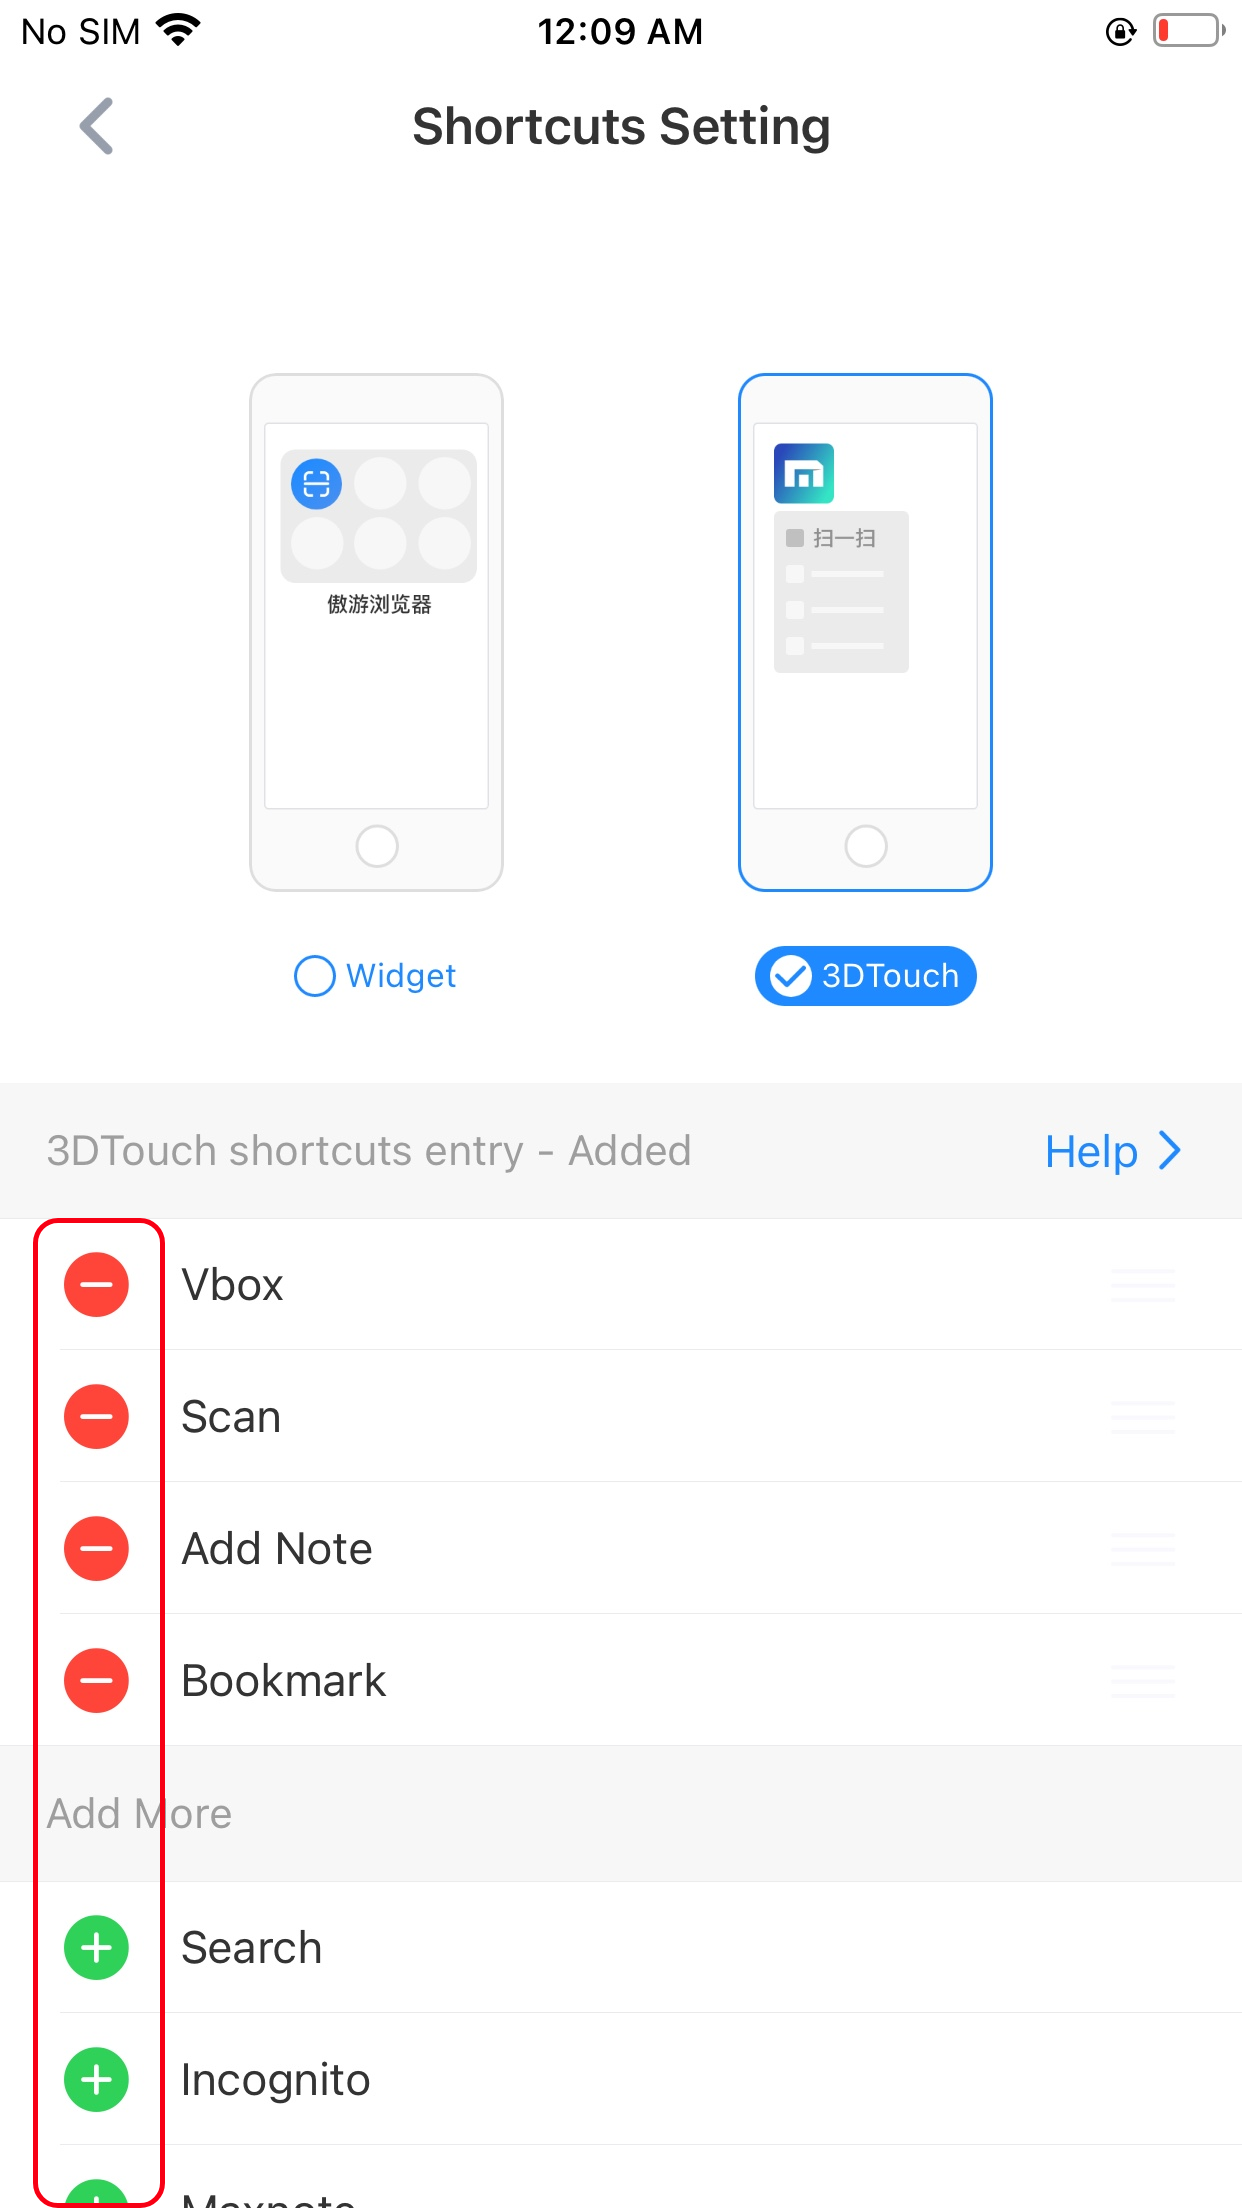 No SIM 12:09 AM
Shortcuts Setting
扫一扫
傲游浏览器
Widget 3DTouch
3DTouch shortcuts entry - Added Help
Vbox
Scan
Add Note
Bookmark
Add More
Search
Incognito
Maxnote